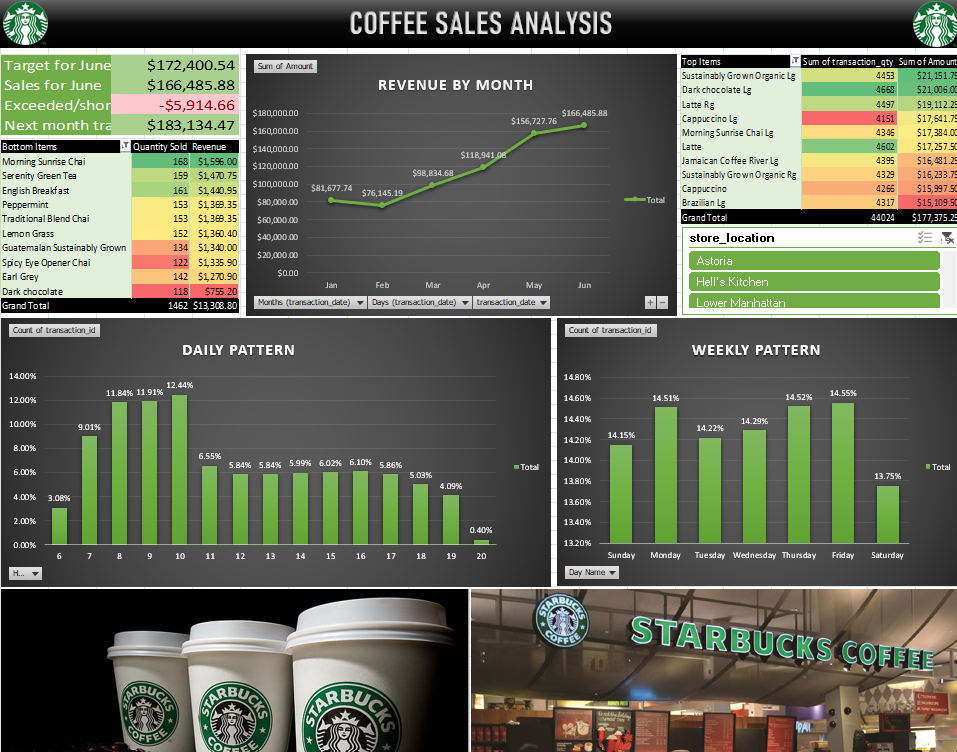 COFFEE SALES ANALYSIS
Target for June $172,400.54
Sales for June $166,485.88
Exceeded/shor -$5,914.66
Next month tra $183,134.47
Bottom Items Quantity Sold Revenue
Morning Sunrise Chai 168 $1,596.00
Serenity Green Tea 159 $1,470.75
English Breakfast 161 $1,440.95
Peppermint 153 $1,369.35
Traditional Blend Chai 153 $1,369.35
Lemon Grass 152 $1,360.40
Guatemalan Sustainably Grown 134 $1,340.00
Spicy Eye Opener Chai 122 $1,335.90
Earl Grey 142 $1,270.90
Dark chocolate 118 $755.20
Grand Total 1462 $13,308.80
Sum of Amount
REVENUE BY MONTH
$180,000.00
$160,000.00
$140,000.00
$120,000.00
$100,000.00
$80,000.00
$60,000.00
$40,000.00
$20,000.00
$0.00
$81,677.74
$76,145.19
$98,834.68
$118,941.08
$156,727.76
$166,485.88
Jan Feb Mar Apr May Jun
Total
Months (transaction_date) Days (transaction_date) transaction_date
Top Items Sum of transaction_qty Sum of Amount
Sustainably Grown Organic Lg 4453 $21,151.75
Dark chocolate Lg 4668 $21,006.00
Latte Rg 4497 $19,112.25
Cappuccino Lg 4151 $17,641.75
Morning Sunrise Chai Lg 4346 $17,384.00
Latte 4602 $17,257.50
Jamaican Coffee River Lg 4395 $16,481.25
Sustainably Grown Organic Rg 4329 $16,233.75
Cappuccino 4266 $15,997.50
Brazilian Lg 4317 $15,109.50
Grand Total 44024 $177,375.25
store_location
Astoria
Hell's Kitchen
Lower Manhattan
Count of transaction_id
DAILY PATTERN
14.00%
12.00%
10.00%
8.00%
6.00%
4.00%
2.00%
0.00%
3.08% 9.01% 11.84% 11.91% 12.44% 6.55% 5.84% 5.84% 5.99% 6.02% 6.10% 5.86% 5.03% 4.09% 0.40%
6 7 8 9 10 11 12 13 14 15 16 17 18 19 20
Total
H...
Count of transaction_id
WEEKLY PATTERN
14.80%
14.60%
14.40%
14.20%
14.00%
13.80%
13.60%
13.40%
13.20%
14.15% 14.51% 14.22% 14.29% 14.52% 14.55% 13.75%
Sunday Monday Tuesday Wednesday Thursday Friday Saturday
Total
Day Name
STARBUCKS
COFFEE
STARBUCKS
COFFEE
STARBUCKS
COFFEE
STARBUCKS COFFEE